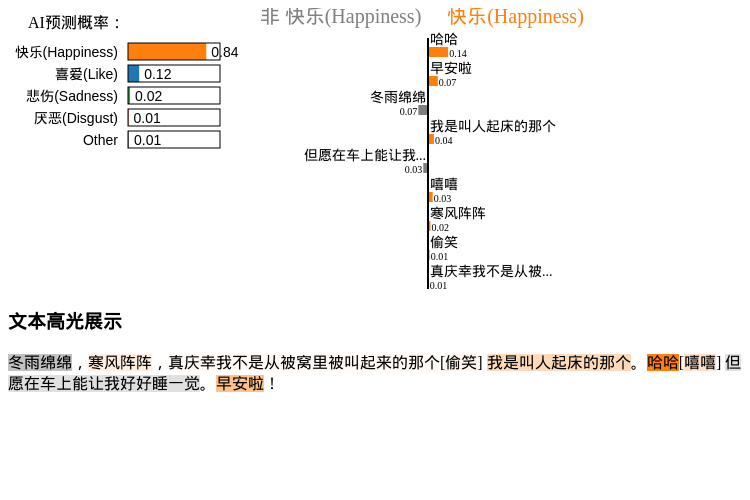 AI预测概率：
快乐(Happiness) 0.84
喜爱(Like) 0.12
悲伤(Sadness) 0.02
厌恶(Disgust) 0.01
Other 0.01
非 快乐(Happiness) 快乐(Happiness)
哈哈
0.14
早安啦
0.07
冬雨绵绵
0.07
我是叫人起床的那个
0.04
但愿在车上能让我...
0.03
嘻嘻
0.03
寒风阵阵
0.02
偷笑
0.01
真庆幸我不是从被...
0.01
文本高光展示
冬雨绵绵，寒风阵阵，真庆幸我不是从被窝里被叫起来的那个[偷笑] 我是叫人起床的那个。哈哈[嘻嘻] 但
愿在车上能让我好好睡一觉。早安啦！